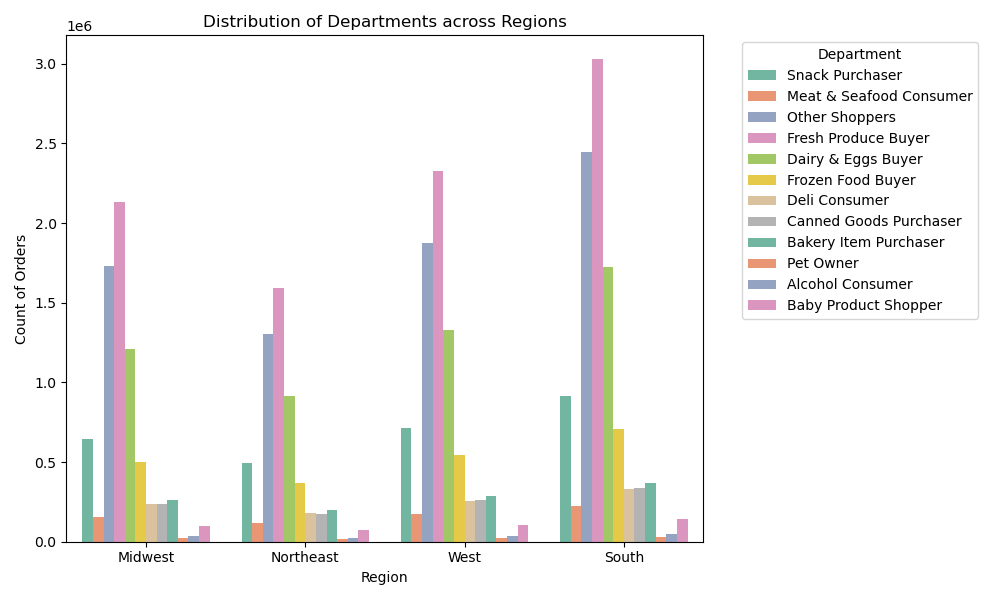 Distribution of Departments across Regions
1e6
3.0
2.5
2.0
1.5
1.0
0.5
0.0
Count of Orders
Midwest
Northeast
West
South
Region
Department
Snack Purchaser
Meat & Seafood Consumer
Other Shoppers
Fresh Produce Buyer
Dairy & Eggs Buyer
Frozen Food Buyer
Deli Consumer
Canned Goods Purchaser
Bakery Item Purchaser
Pet Owner
Alcohol Consumer
Baby Product Shopper